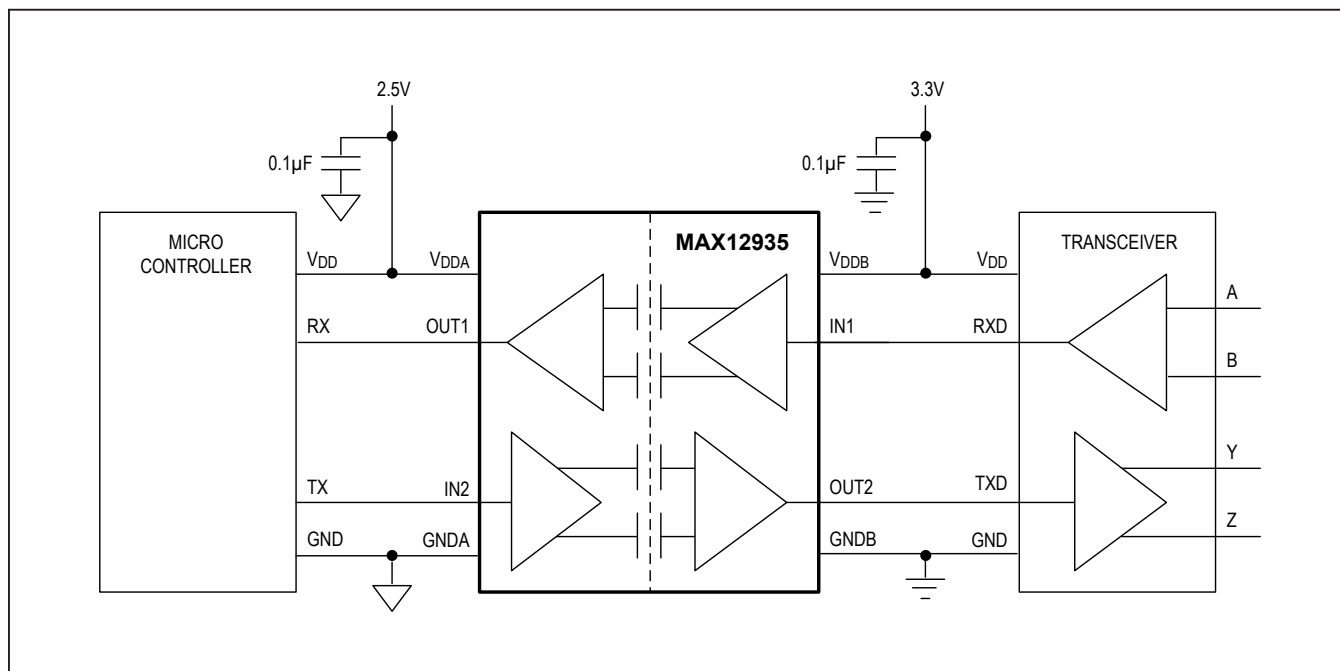 2.5V
3.3V
0.1µF
0.1µF
MICRO
CONTROLLER
MAX12935
TRANSCEIVER
VDD
VDDA
VDDB
VDD
A
RX
OUT1
IN1
RXD
B
Y
TX
IN2
OUT2
TXD
Z
GND
GNDA
GNDB
GND